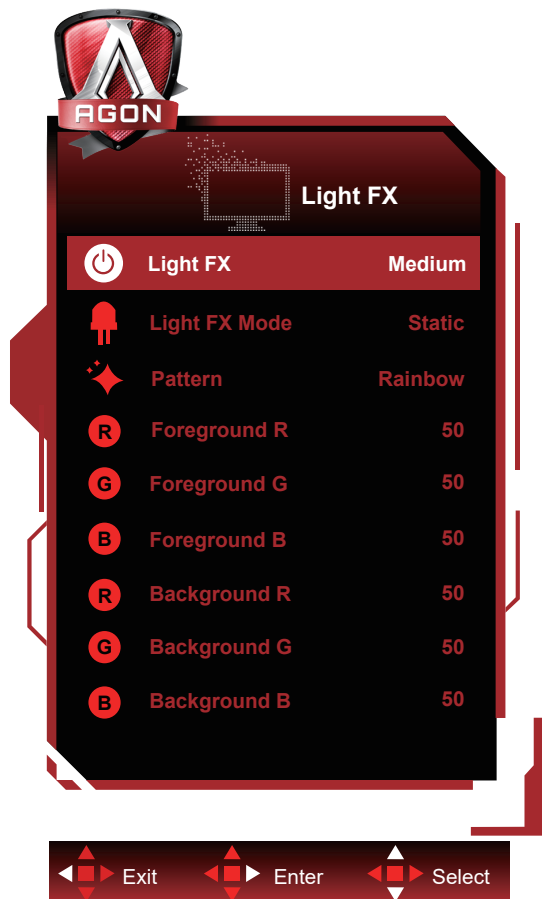 AGON
Light FX
Light FX Medium
Light FX Mode Static
Pattern Rainbow
R Foreground R 50
G Foreground G 50
B Foreground B 50
R Background R 50
G Background G 50
B Background B 50
Exit Enter Select